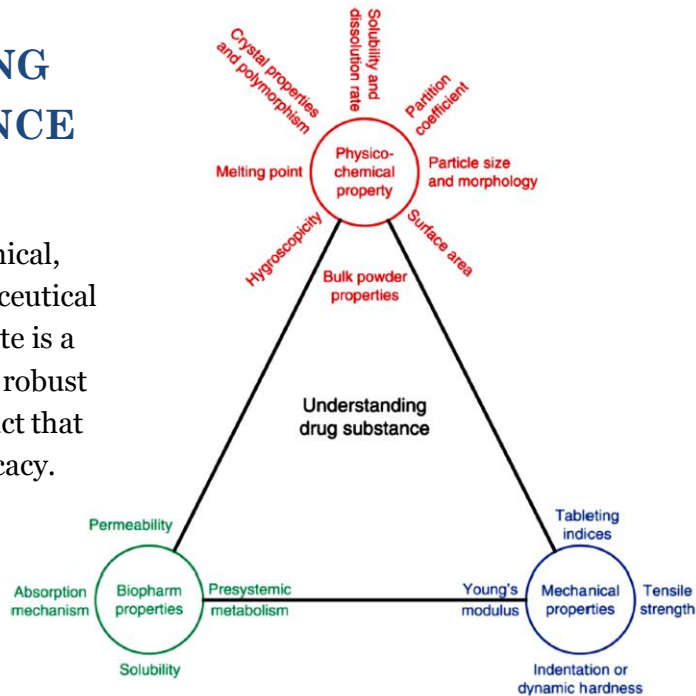 NG
NCE
nical,
ceutical
te is a
robust
ct that
cacy.
Crystal properties
and polymorphism
Solubility and
dissolution rate
Partition
coefficient
Melting point
Physico-
chemical
property
Particle size
and morphology
Hygroscopicity
Surface area
Bulk powder
properties
Understanding
drug substance
Permeability
Absorption
mechanism
Biopharm
properties
Presystemic
metabolism
Solubility
Tableting
indices
Young's
modulus
Mechanical
properties
Tensile
strength
Indentation or
dynamic hardness